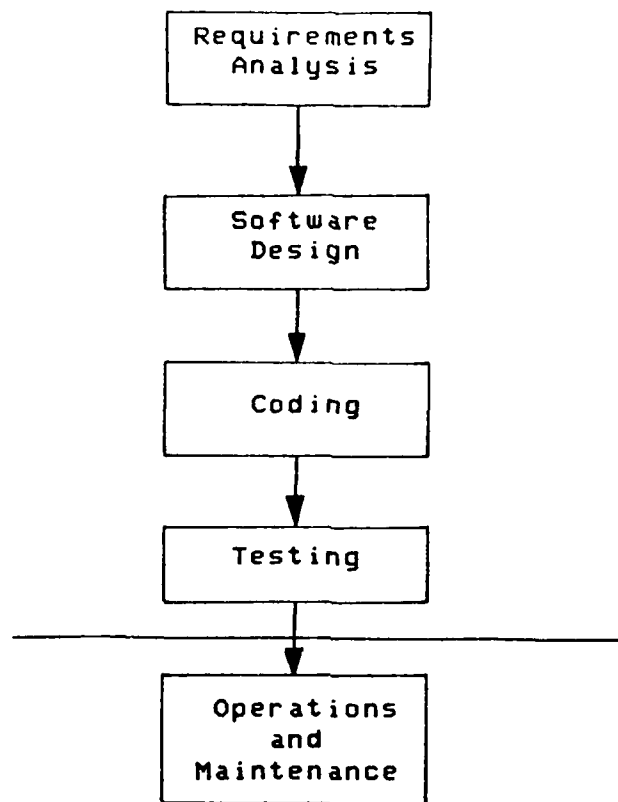 Requirements
Analysis
Software
Design
Coding
Testing
Operations
and
Maintenance